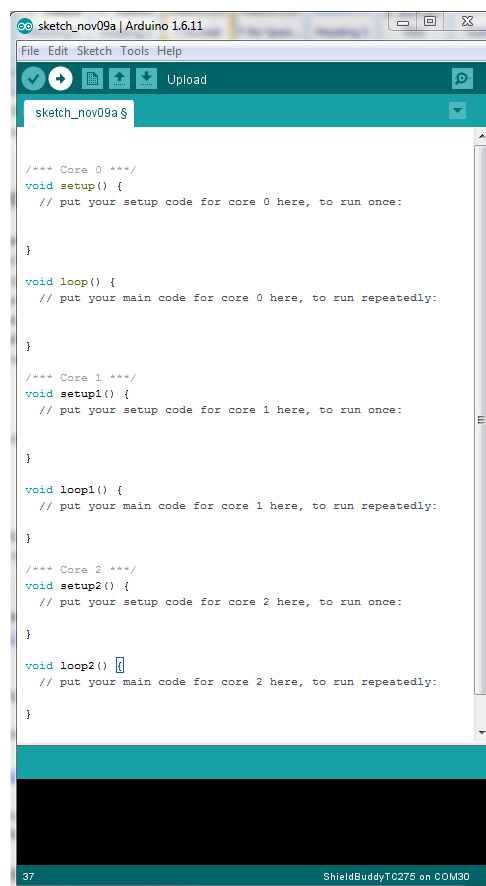 sketch_nov09a | Arduino 1.6.11
File Edit Sketch Tools Help
Upload
sketch_nov09a §
/*** Core 0 ***/
void setup() {
  // put your setup code for core 0 here, to run once:
}
void loop() {
  // put your main code for core 0 here, to run repeatedly:
}
/*** Core 1 ***/
void setup1() {
  // put your setup code for core 1 here, to run once:
}
void loop1() {
  // put your main code for core 1 here, to run repeatedly:
}
/*** Core 2 ***/
void setup2() {
  // put your setup code for core 2 here, to run once:
}
void loop2() {
  // put your main code for core 2 here, to run repeatedly:
}
37 ShieldBuddyTC275 on COM30